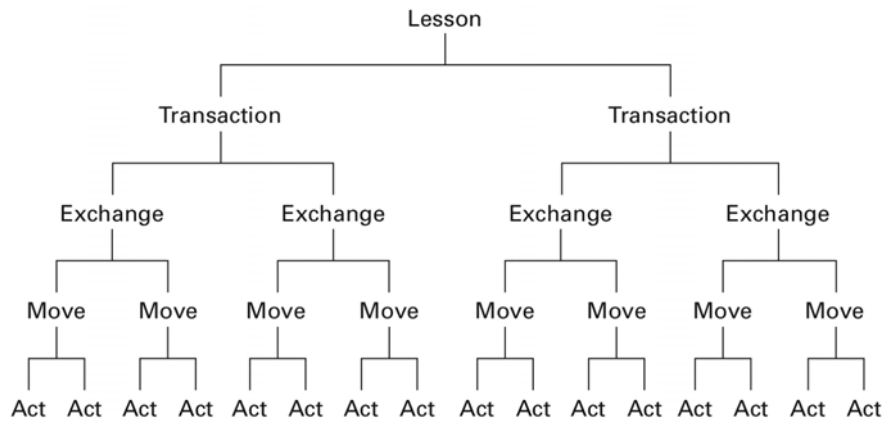 Lesson
Transaction Transaction
Exchange Exchange Exchange Exchange
Move Move Move Move Move Move Move Move
Act Act Act Act Act Act Act Act Act Act Act Act Act Act Act Act